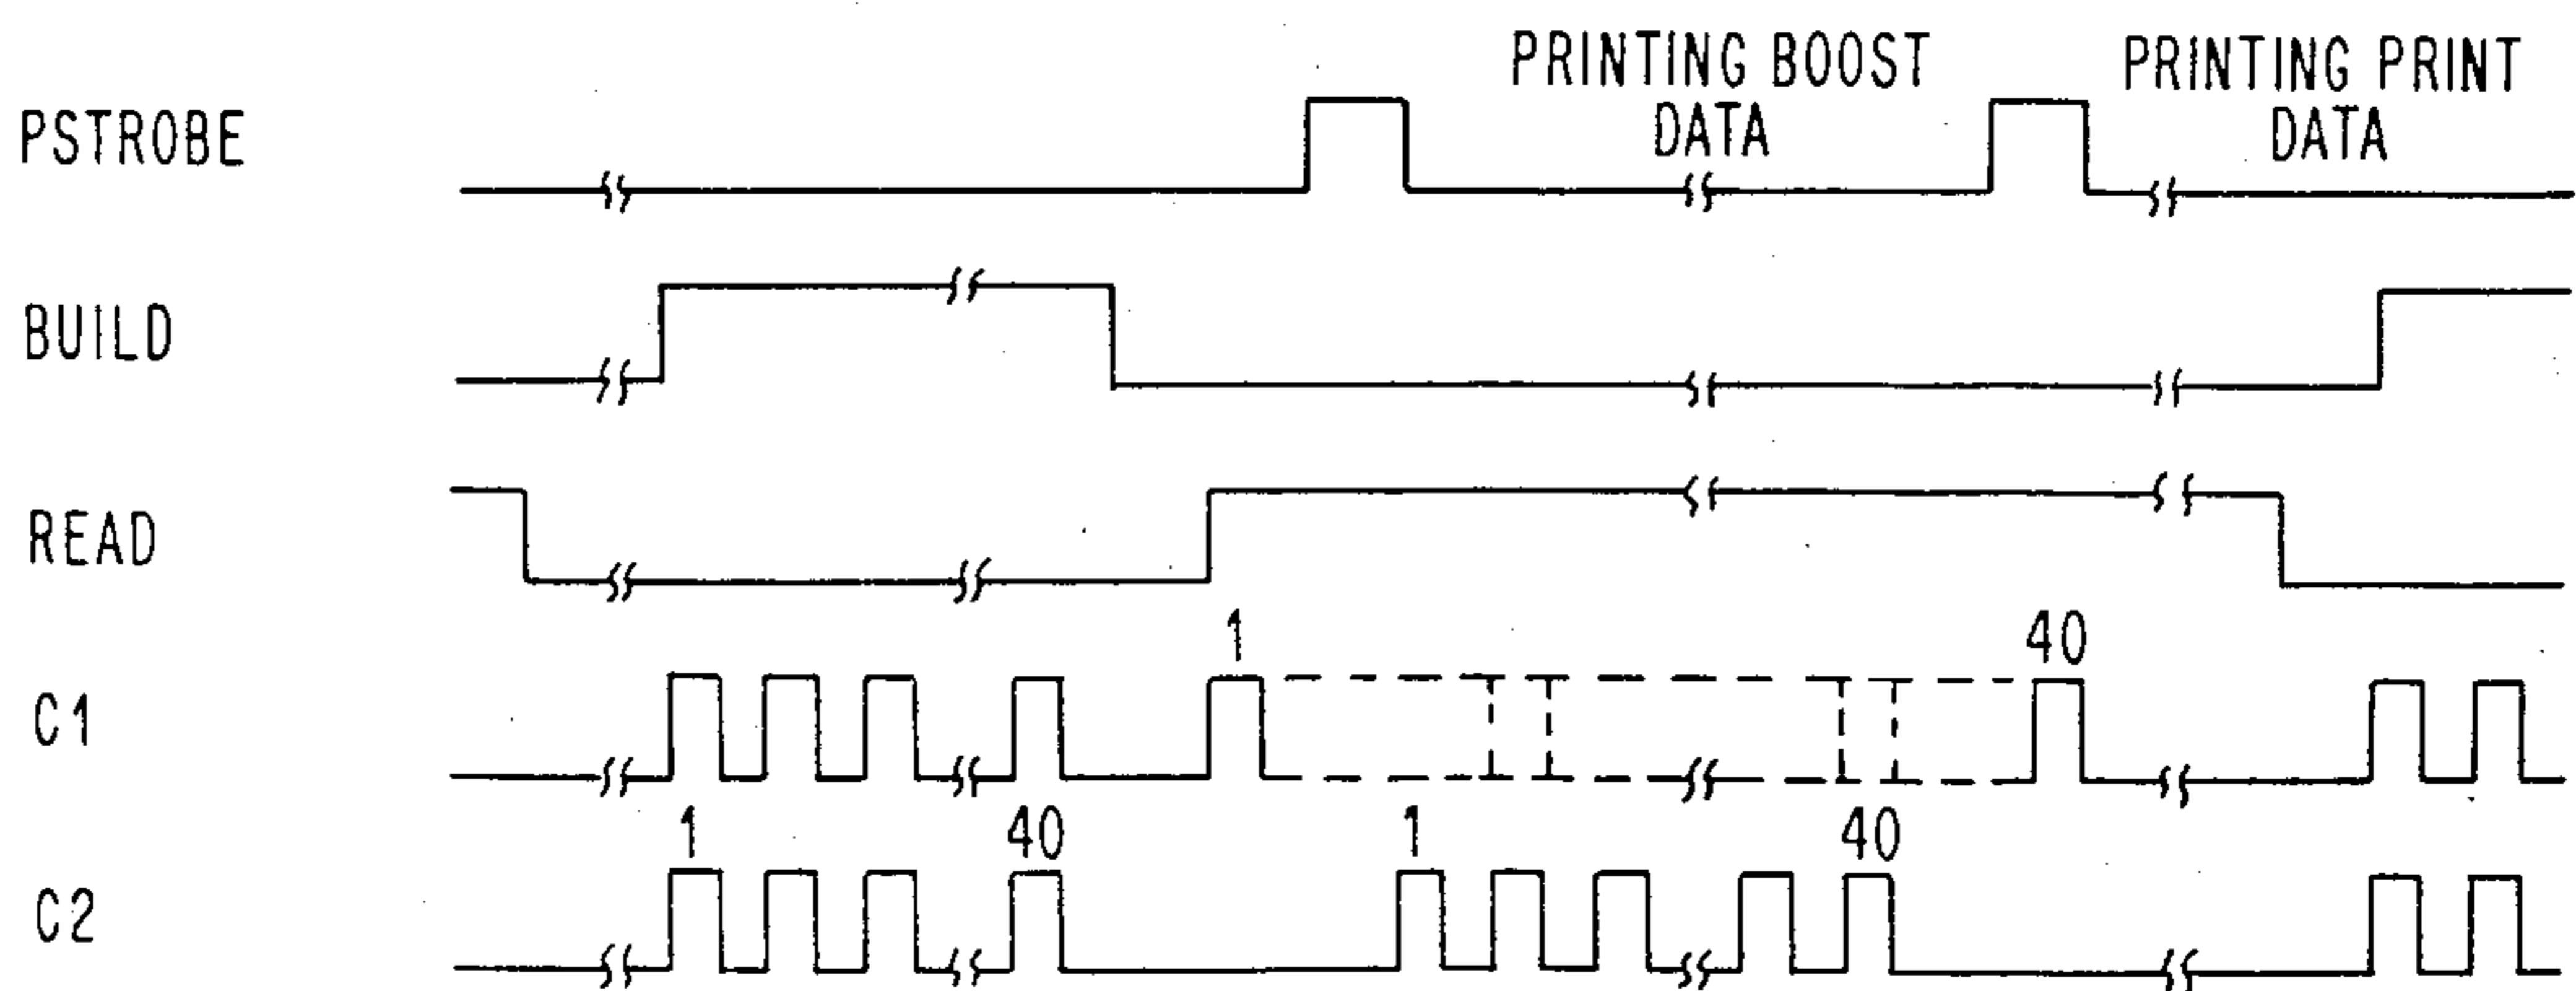 PRINTING BOOST
DATA
PRINTING PRINT
DATA
PSTROBE
BUILD
READ
1
40
C1
1
40
1
40
C2